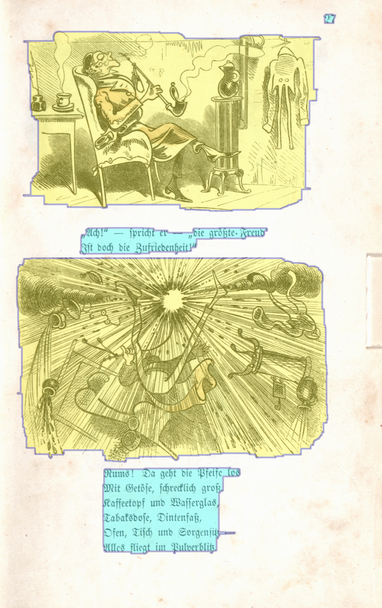 27
„Ach!“ — spricht er — „die größte Freud
Ist doch die Zufriedenheit!“
Rums! Da geht die Pfeife los
Mit Getöse, schrecklich groß.
Kaffeetopf und Wasserglas,
Tabaksdose, Dintenfaß,
Ofen, Tisch und Sorgensitz —
Alles fliegt im Pulverblitz